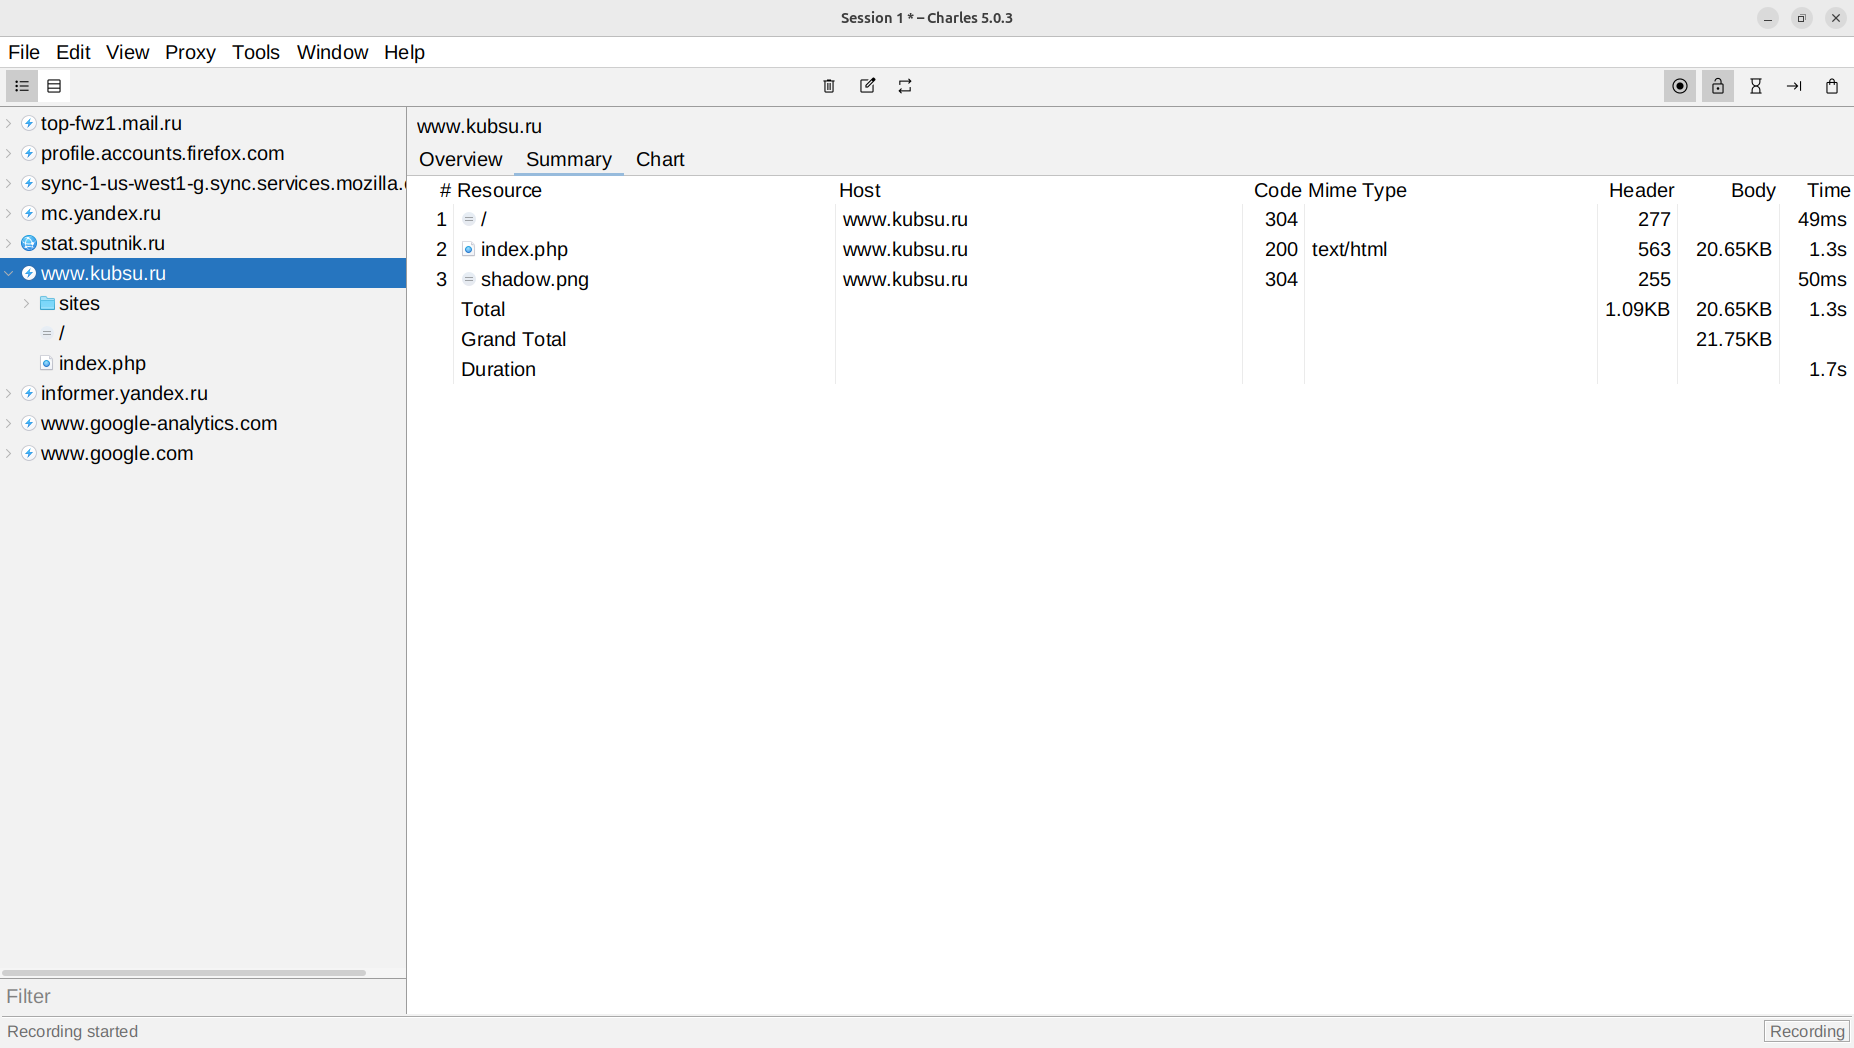 Session 1 * – Charles 5.0.3
File Edit View Proxy Tools Window Help
top-fwz1.mail.ru
profile.accounts.firefox.com
sync-1-us-west1-g.sync.services.mozilla.
mc.yandex.ru
stat.sputnik.ru
www.kubsu.ru
sites
/
index.php
informer.yandex.ru
www.google-analytics.com
www.google.com
Filter
www.kubsu.ru
Overview Summary Chart
# Resource Host Code Mime Type Header Body Time
1 / www.kubsu.ru 304 277 49ms
2 index.php www.kubsu.ru 200 text/html 563 20.65KB 1.3s
3 shadow.png www.kubsu.ru 304 255 50ms
Total 1.09KB 20.65KB 1.3s
Grand Total 21.75KB
Duration 1.7s
Recording started Recording